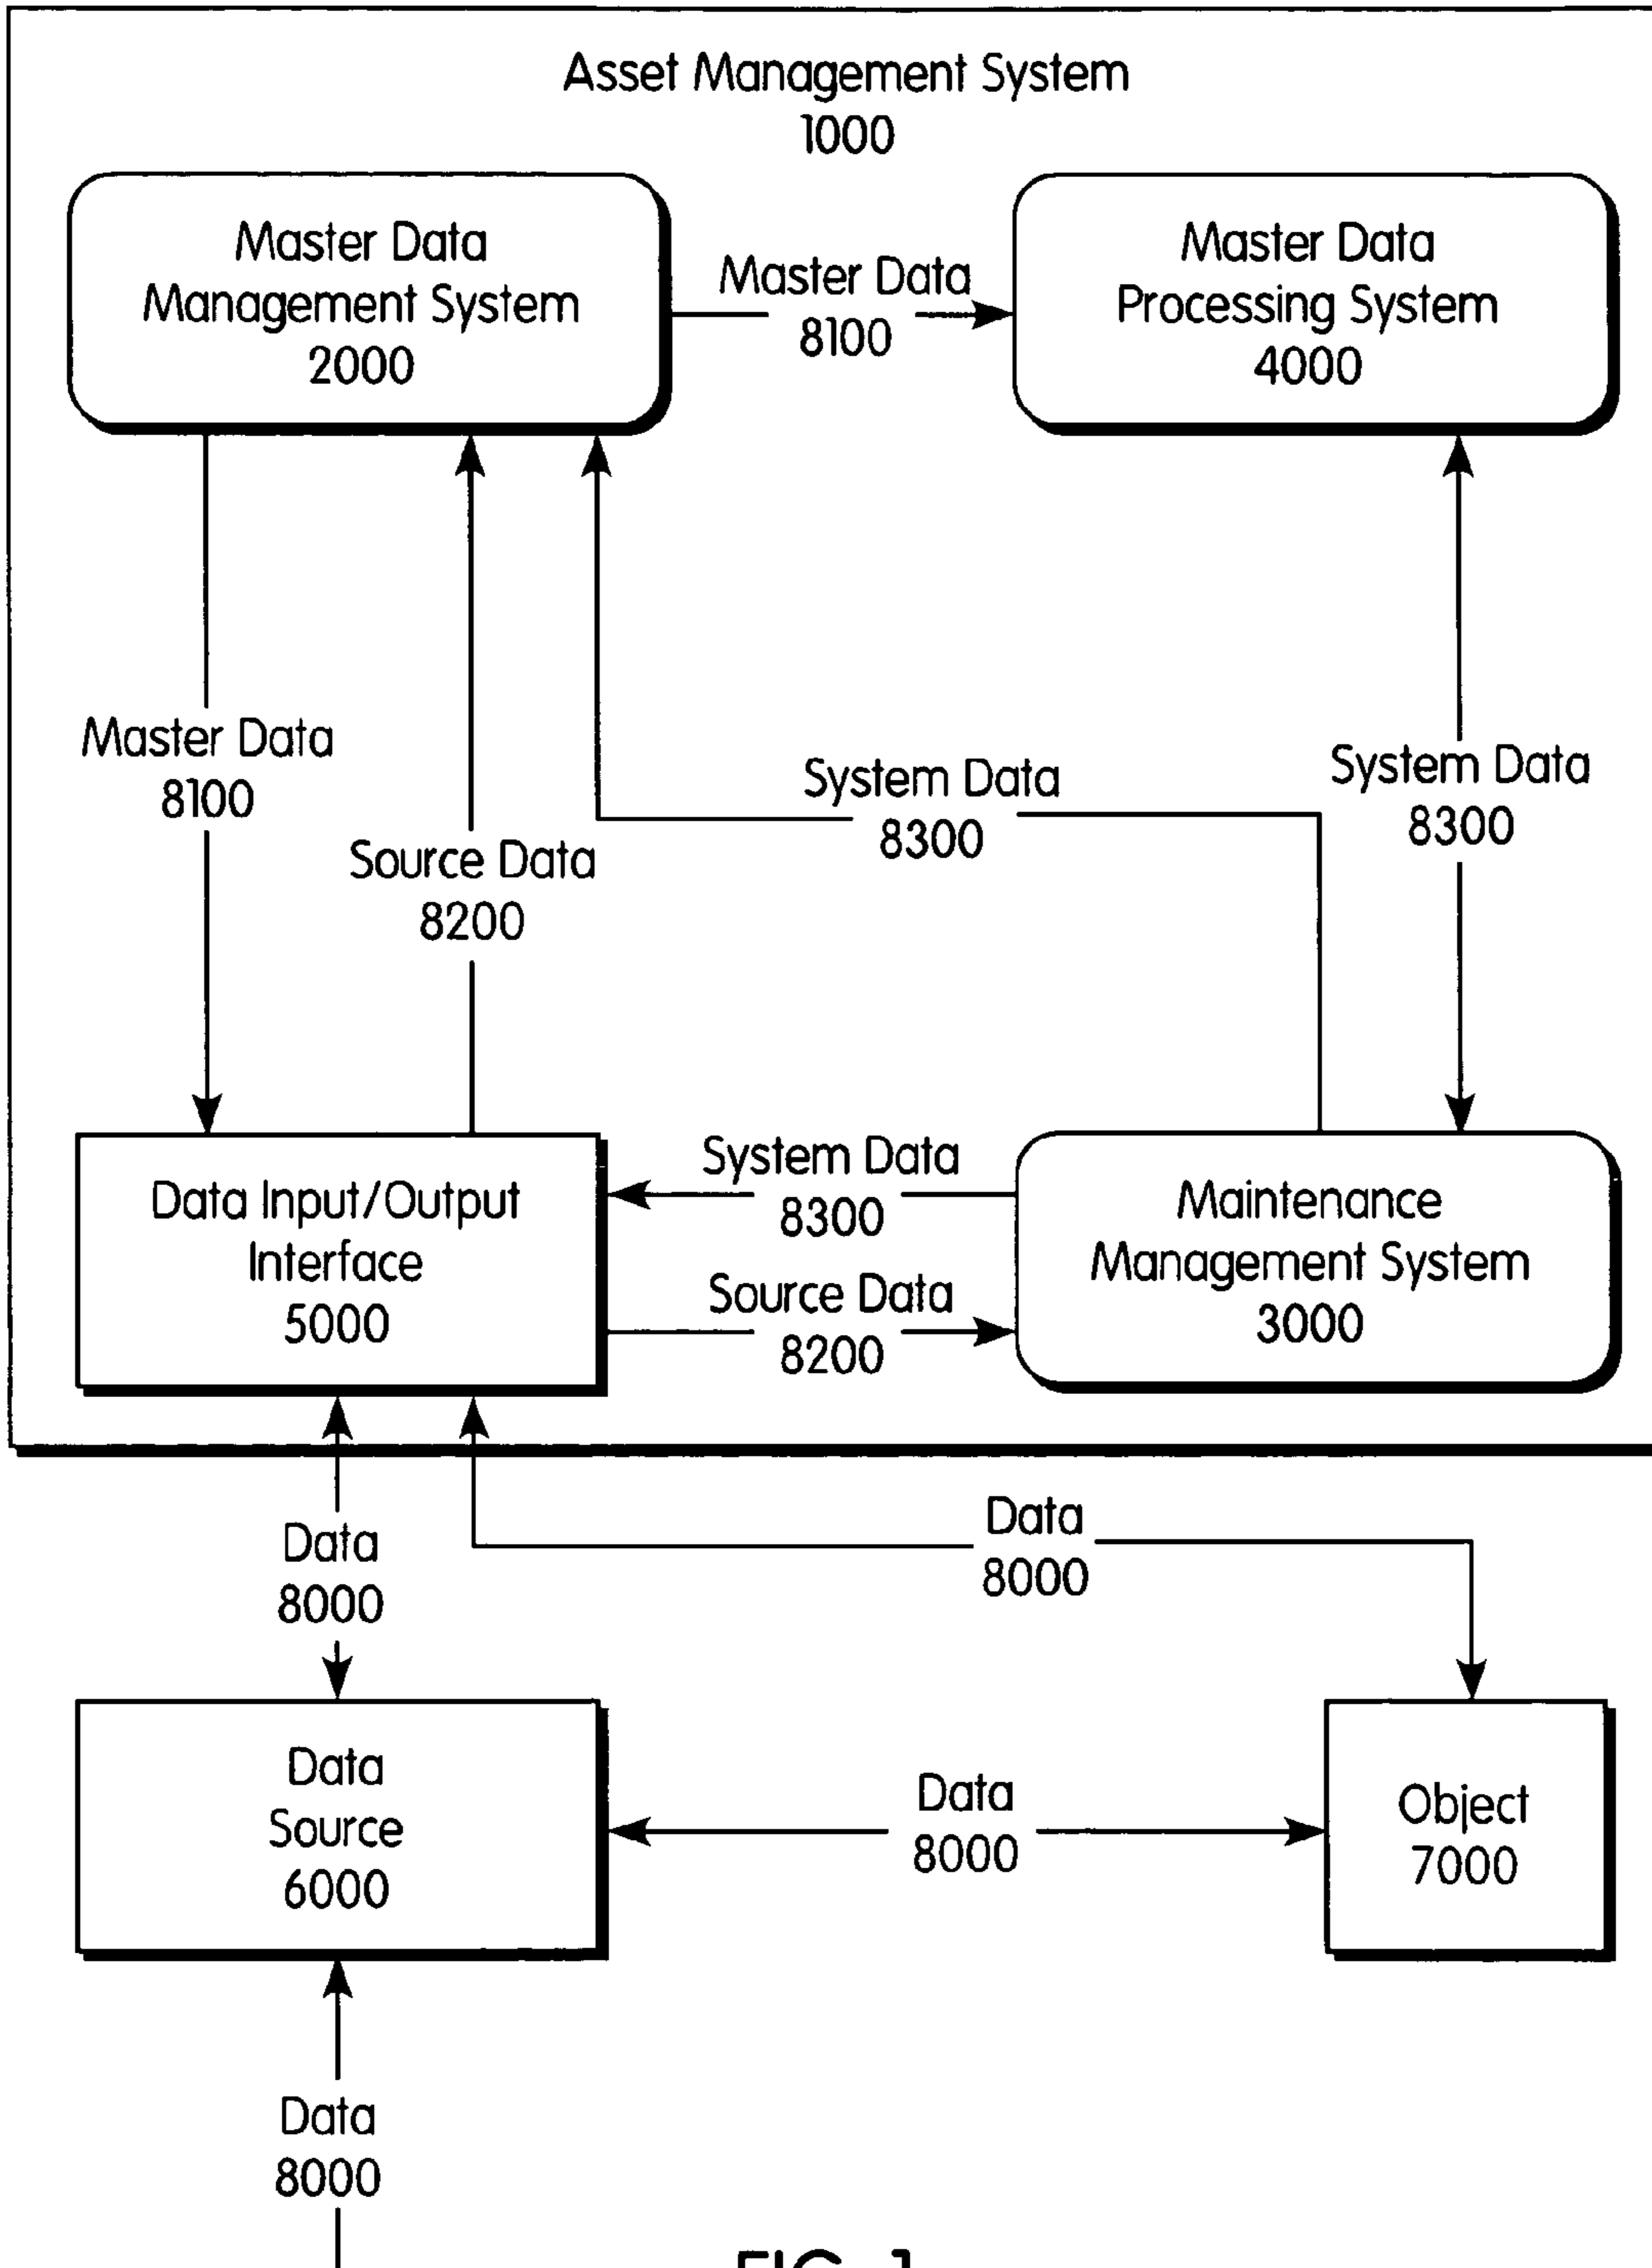 Asset Management System
1000
Master Data
Management System
2000
Master Data
8100
Master Data
Processing System
4000
Master Data
8100
Source Data
8200
System Data
8300
System Data
8300
Data Input/Output
Interface
5000
System Data
8300
Source Data
8200
Maintenance
Management System
3000
Data
8000
Data
8000
Data
Source
6000
Data
8000
Object
7000
Data
8000
FIG. 1